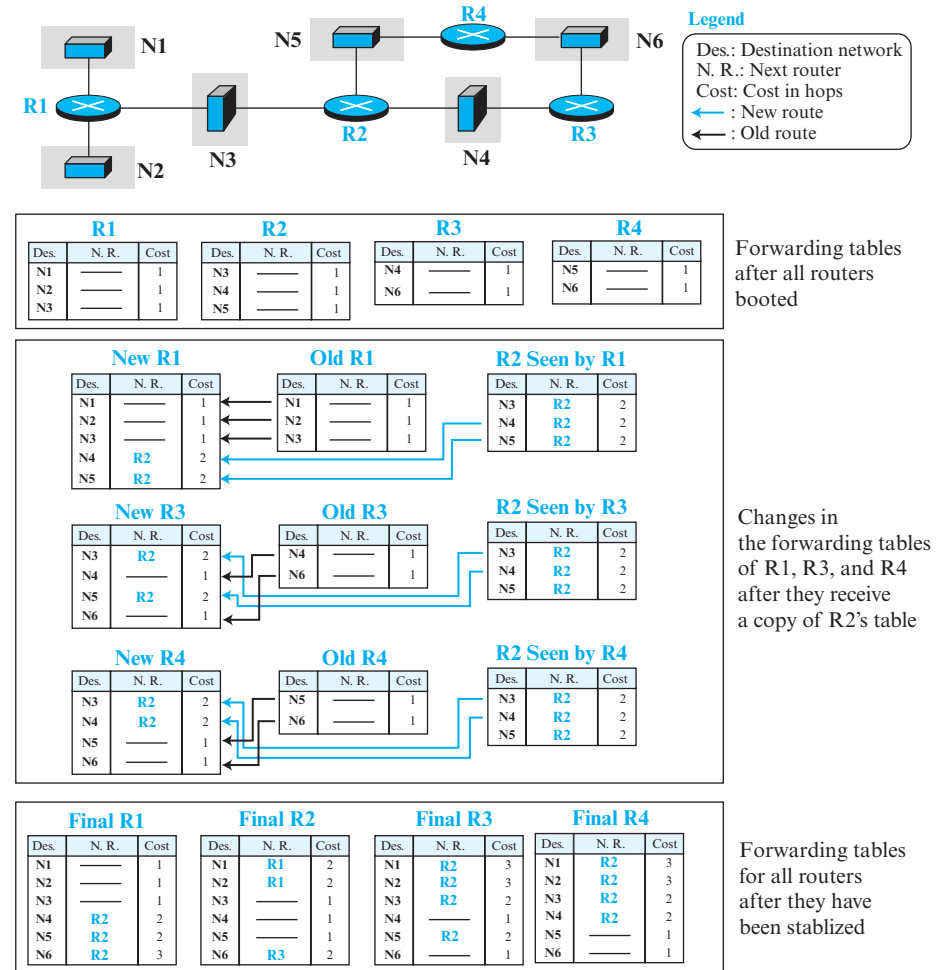 R4
Legend
N1
N5
N6
Des.: Destination network
N. R.: Next router
Cost: Cost in hops
: New route
: Old route
R1
R2
R3
N2
N3
N4
R1
Des. N. R. Cost
N1 1
N2 1
N3 1
R2
Des. N. R. Cost
N3 1
N4 1
N5 1
R3
Des. N. R. Cost
N4 1
N6 1
R4
Des. N. R. Cost
N5 1
N6 1
Forwarding tables
after all routers
booted
New R1
Des. N. R. Cost
N1 1
N2 1
N3 1
N4 R2 2
N5 R2 2
Old R1
Des. N. R. Cost
N1 1
N2 1
N3 1
R2 Seen by R1
Des. N. R. Cost
N3 R2 2
N4 R2 2
N5 R2 2
New R3
Des. N. R. Cost
N3 R2 2
N4 1
N5 R2 2
N6 1
Old R3
Des. N. R. Cost
N4 1
N6 1
R2 Seen by R3
Des. N. R. Cost
N3 R2 2
N4 R2 2
N5 R2 2
New R4
Des. N. R. Cost
N3 R2 2
N4 R2 2
N5 1
N6 1
Old R4
Des. N. R. Cost
N5 1
N6 1
R2 Seen by R4
Des. N. R. Cost
N3 R2 2
N4 R2 2
N5 R2 2
Changes in
the forwarding tables
of R1, R3, and R4
after they receive
a copy of R2's table
Final R1
Des. N. R. Cost
N1 1
N2 1
N3 1
N4 R2 2
N5 R2 2
N6 R2 3
Final R2
Des. N. R. Cost
N1 R1 2
N2 R1 2
N3 1
N4 1
N5 1
N6 R3 2
Final R3
Des. N. R. Cost
N1 R2 3
N2 R2 3
N3 R2 2
N4 1
N5 R2 2
N6 1
Final R4
Des. N. R. Cost
N1 R2 3
N2 R2 3
N3 R2 2
N4 R2 2
N5 1
N6 1
Forwarding tables
for all routers
after they have
been stablized